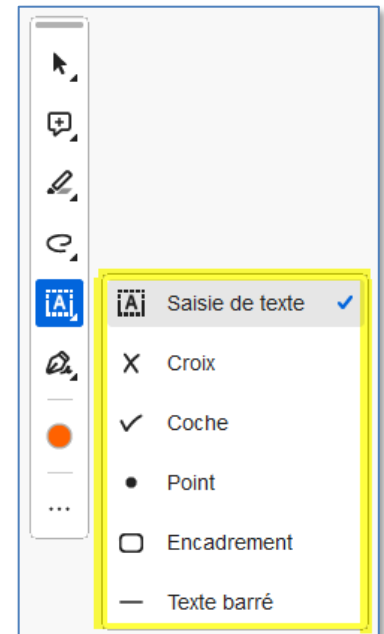 Saisie de texte
Croix
Coche
Point
Encadrement
Texte barré